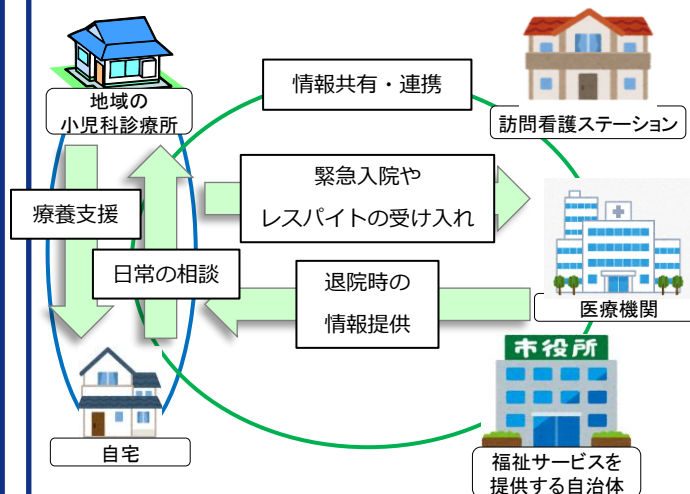 地域の
小児科診療所
情報共有・連携
訪問看護ステーション
緊急入院や
レスパイトの受け入れ
療養支援
日常の相談
退院時の
情報提供
医療機関
市役所
自宅
福祉サービスを
提供する自治体